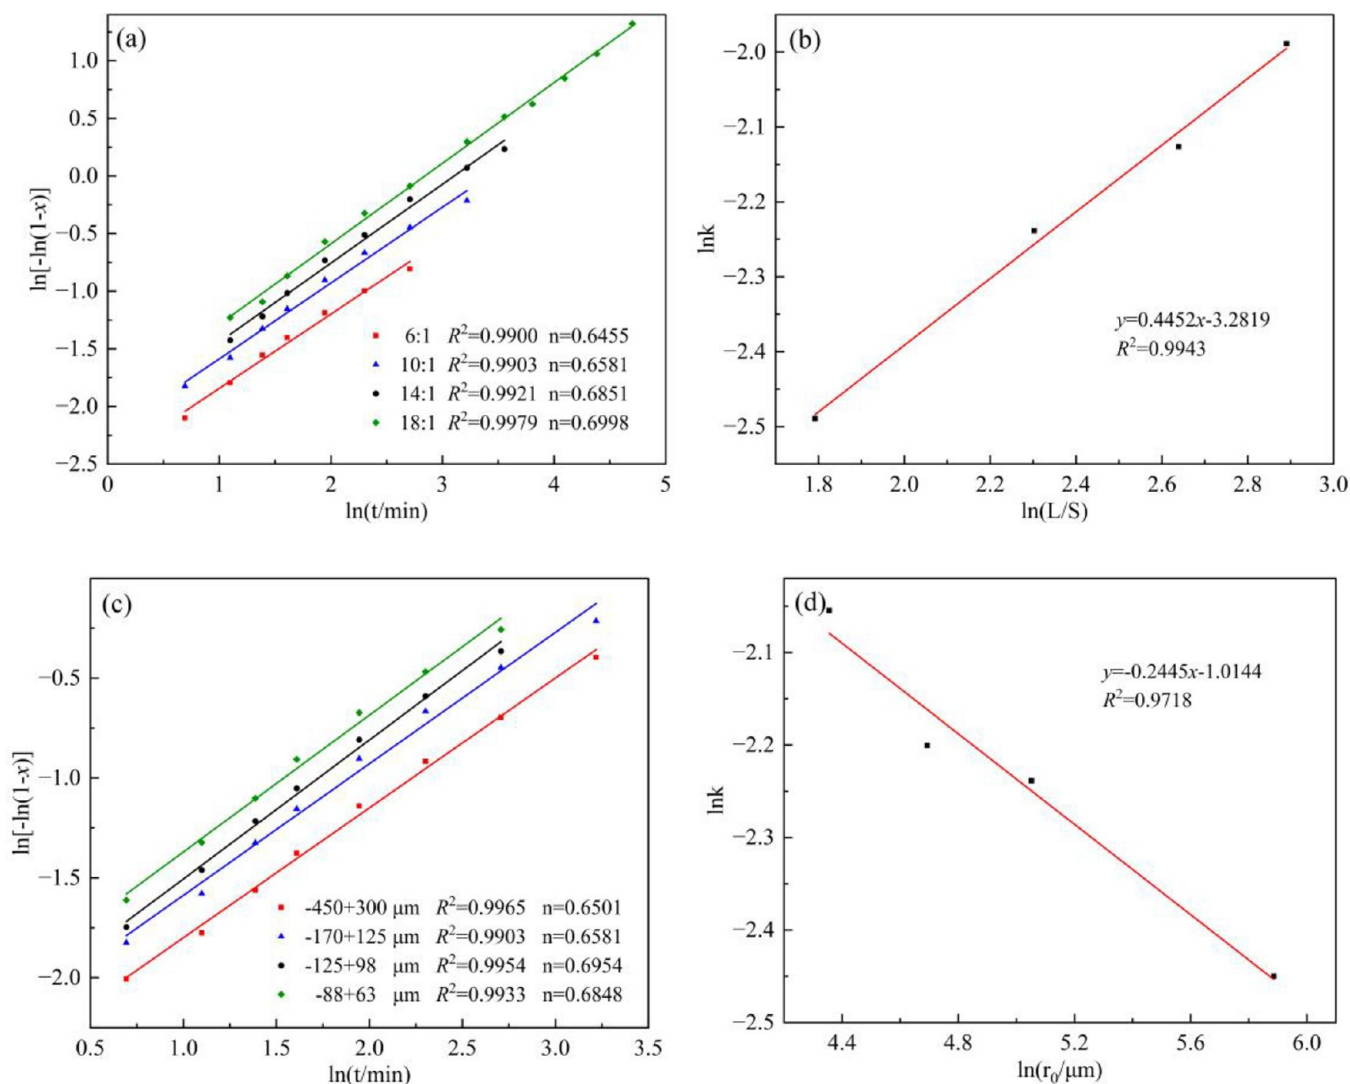 (a)
1.0
0.5
0.0
−0.5
−1.0
−1.5
−2.0
−2.5
ln[-ln(1-x)]
6:1 R²=0.9900 n=0.6455
10:1 R²=0.9903 n=0.6581
14:1 R²=0.9921 n=0.6851
18:1 R²=0.9979 n=0.6998
0 1 2 3 4 5
ln(t/min)
(b)
−2.0
−2.1
−2.2
−2.3
−2.4
−2.5
lnk
y=0.4452x-3.2819
R²=0.9943
1.8 2.0 2.2 2.4 2.6 2.8 3.0
ln(L/S)
(c)
−0.5
−1.0
−1.5
−2.0
ln[-ln(1-x)]
-450+300 μm R²=0.9965 n=0.6501
-170+125 μm R²=0.9903 n=0.6581
-125+98 μm R²=0.9954 n=0.6954
-88+63 μm R²=0.9933 n=0.6848
0.5 1.0 1.5 2.0 2.5 3.0 3.5
ln(t/min)
(d)
−2.1
−2.2
−2.3
−2.4
−2.5
lnk
y=-0.2445x-1.0144
R²=0.9718
4.4 4.8 5.2 5.6 6.0
ln(r₀/μm)